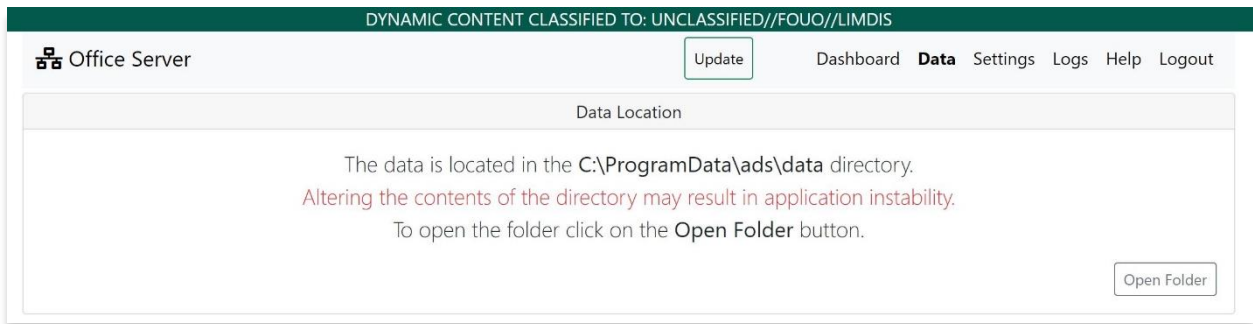 DYNAMIC CONTENT CLASSIFIED TO: UNCLASSIFIED//FOUO//LIMDIS
Office Server Update Dashboard Data Settings Logs Help Logout
Data Location
The data is located in the C:\ProgramData\ads\data directory.
Altering the contents of the directory may result in application instability.
To open the folder click on the Open Folder button.
Open Folder